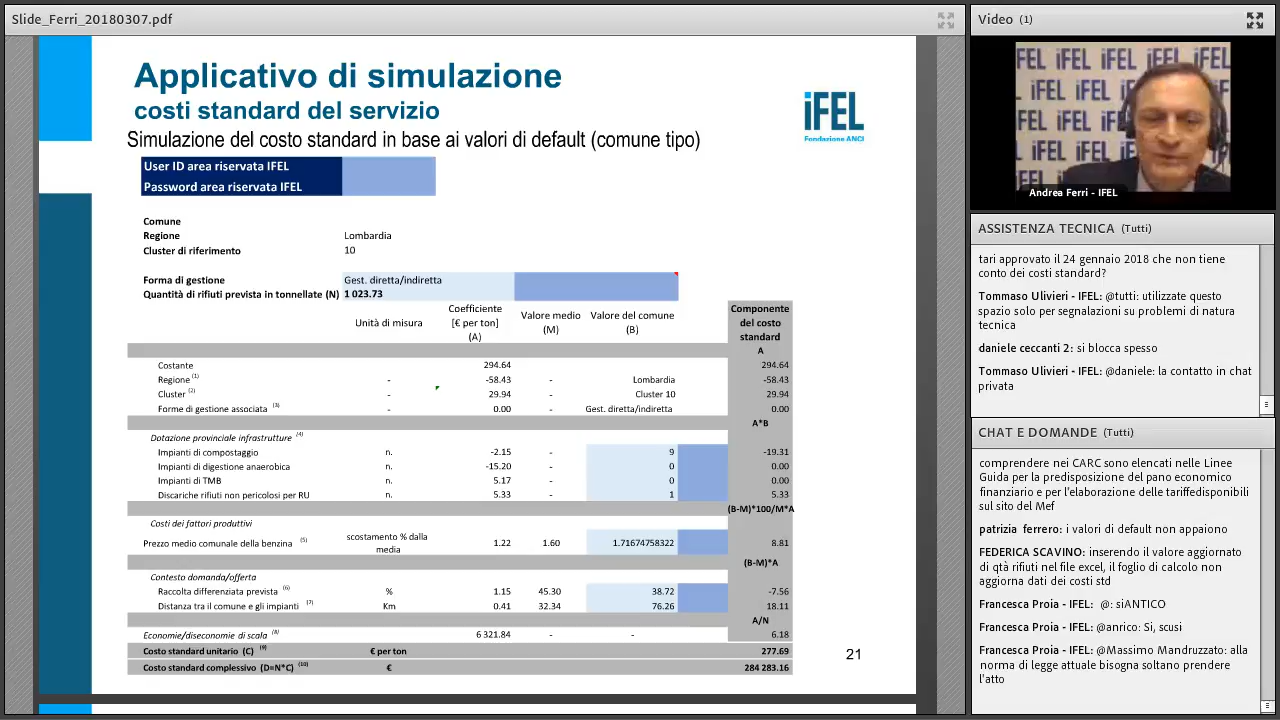 Slide_Ferri_20180307.pdf
Applicativo di simulazione
costi standard del servizio
Simulazione del costo standard in base ai valori di default (comune tipo)
iFEL
Fondazione ANCI
User ID area riservata IFEL
Password area riservata IFEL
Comune
Regione Lombardia
Cluster di riferimento 10
Forma di gestione Gest. diretta/indiretta
Quantità di rifiuti prevista in tonnellate (N) 1 023.73
Unità di misura
Coefficiente
[€ per ton]
(A)
Valore medio
(M)
Valore del comune
(B)
Componente
del costo
standard
A
Costante 294.64 294.64
Regione (1) - -58.43 - Lombardia -58.43
Cluster (2) - 29.94 - Cluster 10 29.94
Forme di gestione associata (3) - 0.00 - Gest. diretta/indiretta 0.00
A*B
Dotazione provinciale infrastrutture (4)
Impianti di compostaggio n. -2.15 - 9 -19.31
Impianti di digestione anaerobica n. -15.20 - 0 0.00
Impianti di TMB n. 5.17 - 0 0.00
Discariche rifiuti non pericolosi per RU n. 5.33 - 1 5.33
(B-M)*100/M*A
Costi dei fattori produttivi
Prezzo medio comunale della benzina (5) scostamento % dalla media 1.22 1.60 1.71674758322 8.81
(B-M)*A
Contesto domanda/offerta
Raccolta differenziata prevista (6) % 1.15 45.30 38.72 -7.56
Distanza tra il comune e gli impianti (7) Km 0.41 32.34 76.26 18.11
A/N
Economie/diseconomie di scala (8) 6 321.84 - - 6.18
Costo standard unitario (C) (9) € per ton 277.69
Costo standard complessivo (D=N*C) (10) € 284 283.16
21
Video (1)
Andrea Ferri - IFEL
ASSISTENZA TECNICA (Tutti)
tari approvato il 24 gennaio 2018 che non tiene
conto dei costi standard?
Tommaso Ulivieri - IFEL: @tutti: utilizzate questo
spazio solo per segnalazioni su problemi di natura
tecnica
daniele ceccanti 2: si blocca spesso
Tommaso Ulivieri - IFEL: @daniele: la contatto in chat
privata
CHAT E DOMANDE (Tutti)
comprendere nei CARC sono elencati nelle Linee
Guida per la predisposizione del pano economico
finanziario e per l'elaborazione delle tariffedisponibili
sul sito del Mef
patrizia ferrero: i valori di default non appaiono
FEDERICA SCAVINO: inserendo il valore aggiornato
di qtà rifiuti nel file excel, il foglio di calcolo non
aggiorna dati dei costi std
Francesca Proia - IFEL: @: siANTICO
Francesca Proia - IFEL: @anrico: Si, scusi
Francesca Proia - IFEL: @Massimo Mandruzzato: alla
norma di legge attuale bisogna soltano prendere
l'atto